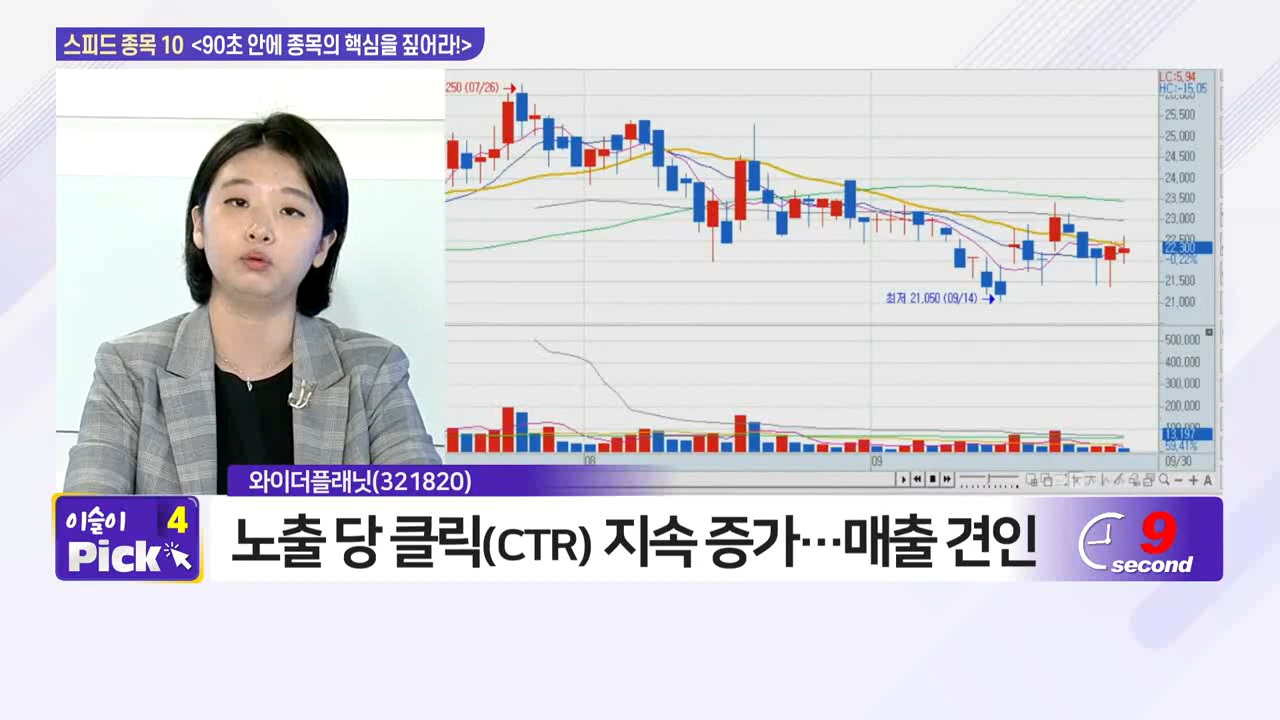 스피드 종목 10 <90초 안에 종목의 핵심을 짚어라!>
250 (07/26)
LC:5.94
HC:-15.05
25,500
25,000
24,500
24,000
23,500
23,000
22,500
22,300
-0.22%
21,500
21,000
최저 21,050 (09/14)
500,000
400,000
300,000
200,000
100,000
13,197
59.41%
08
09
09/30
A
와이더플래닛(321820)
이슬이 4
Pick
노출 당 클릭(CTR) 지속 증가…매출 견인
9
second